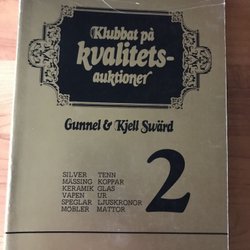 Klubbat på
kvalitets-
auktioner
Gunnel & Kjell Swärd
SILVER TENN
MÄSSING KOPPAR
KERAMIK GLAS
VAPEN UR
SPEGLAR LJUSKRONOR
MÖBLER MATTOR
2